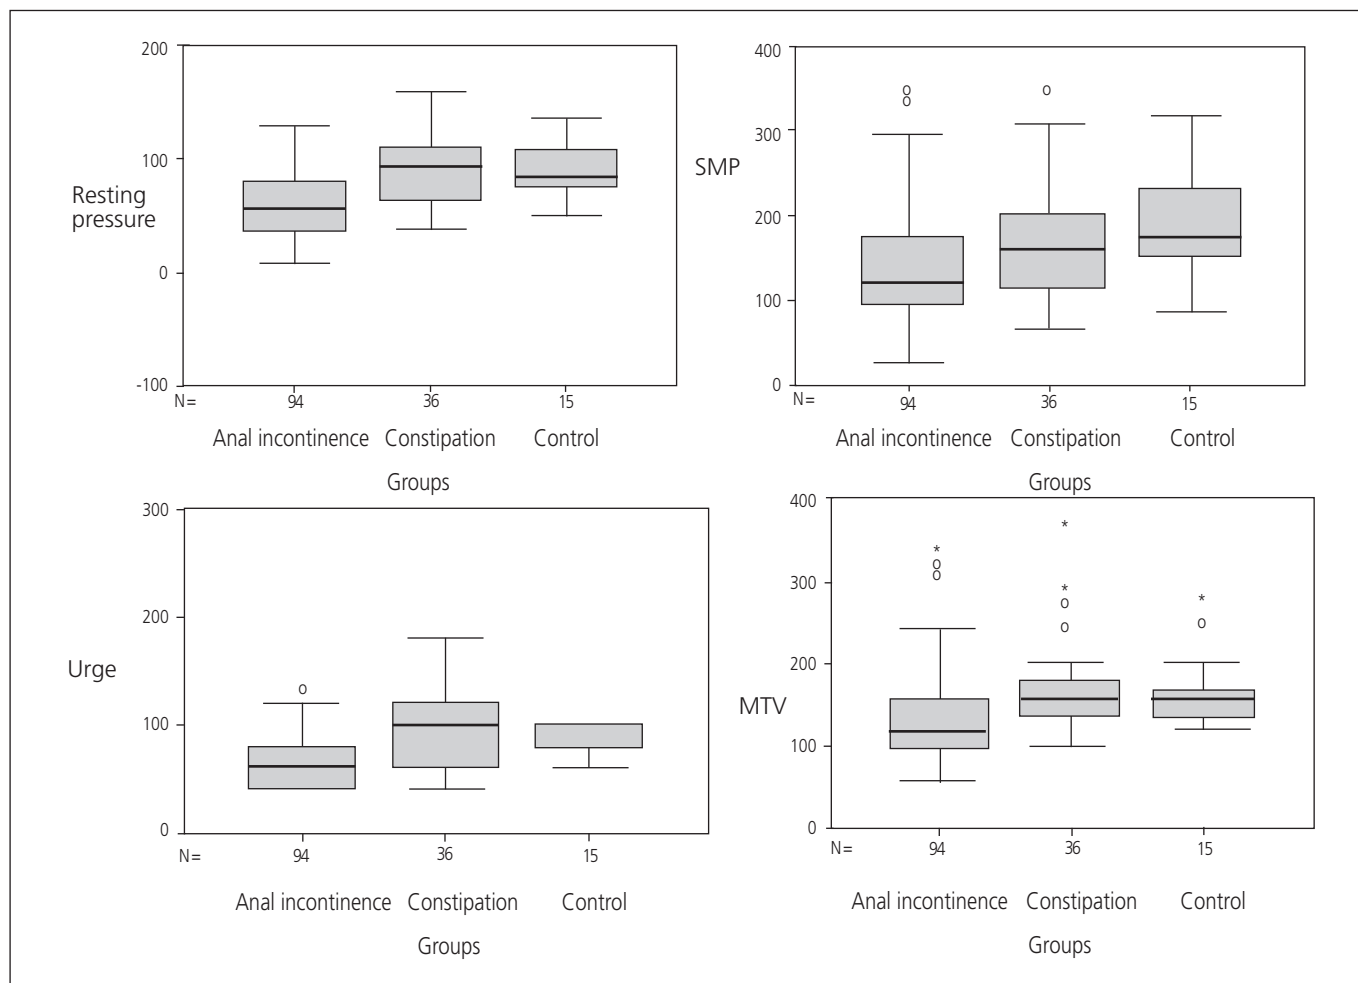 200
100
0
-100
Resting
pressure
N=
94
36
15
Anal incontinence
Constipation
Control
Groups
400
300
200
100
0
SMP
N=
94
36
15
Anal incontinence
Constipation
Control
Groups
300
200
100
0
Urge
N=
94
36
15
Anal incontinence
Constipation
Control
Groups
400
300
200
100
0
MTV
N=
94
36
15
Anal incontinence
Constipation
Control
Groups